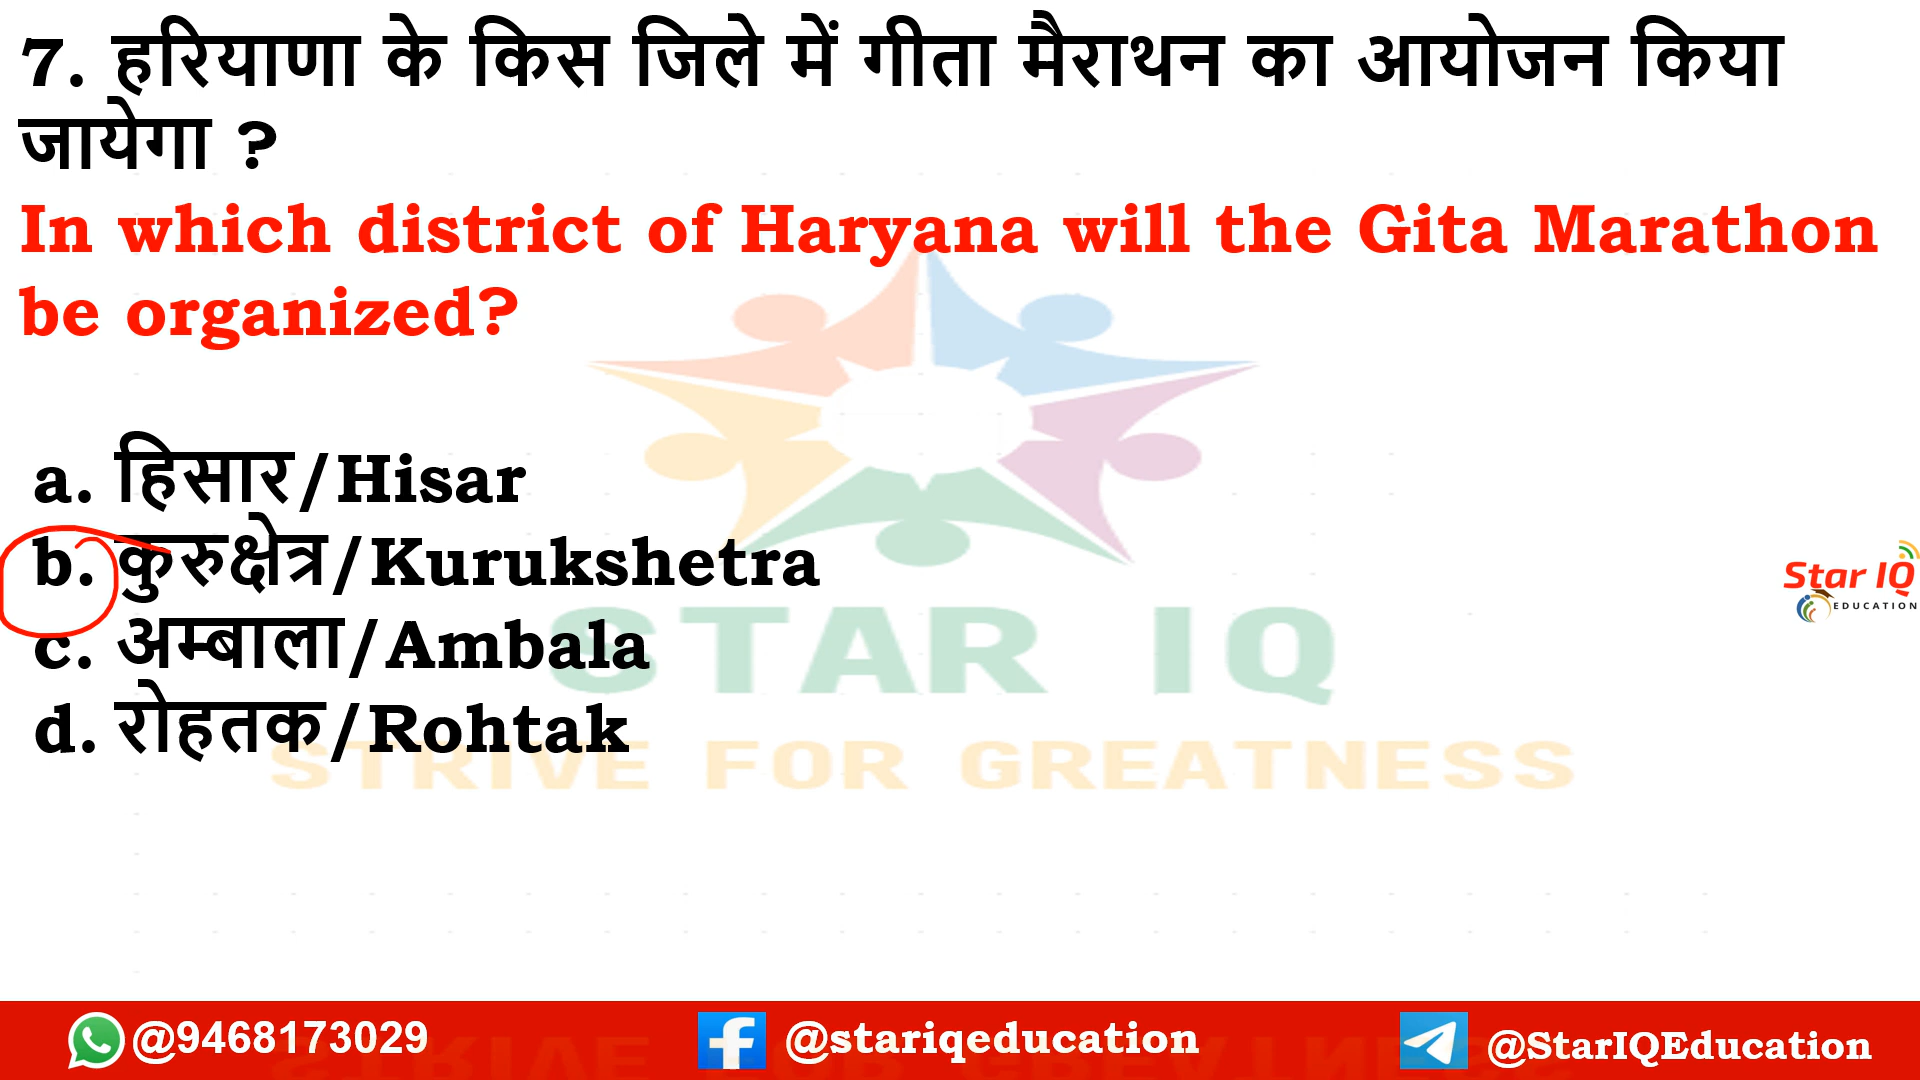 7. हरियाणा के किस जिले में गीता मैराथन का आयोजन किया
जायेगा ?
In which district of Haryana will the Gita Marathon
be organized?
a. हिसार/Hisar
b. कुरुक्षेत्र/Kurukshetra
c. अम्बाला/Ambala
d. रोहतक/Rohtak
STAR IQ
STRIVE FOR GREATNESS
Star IQ
EDUCATION
@9468173029
@stariqeducation
@StarIQEducation